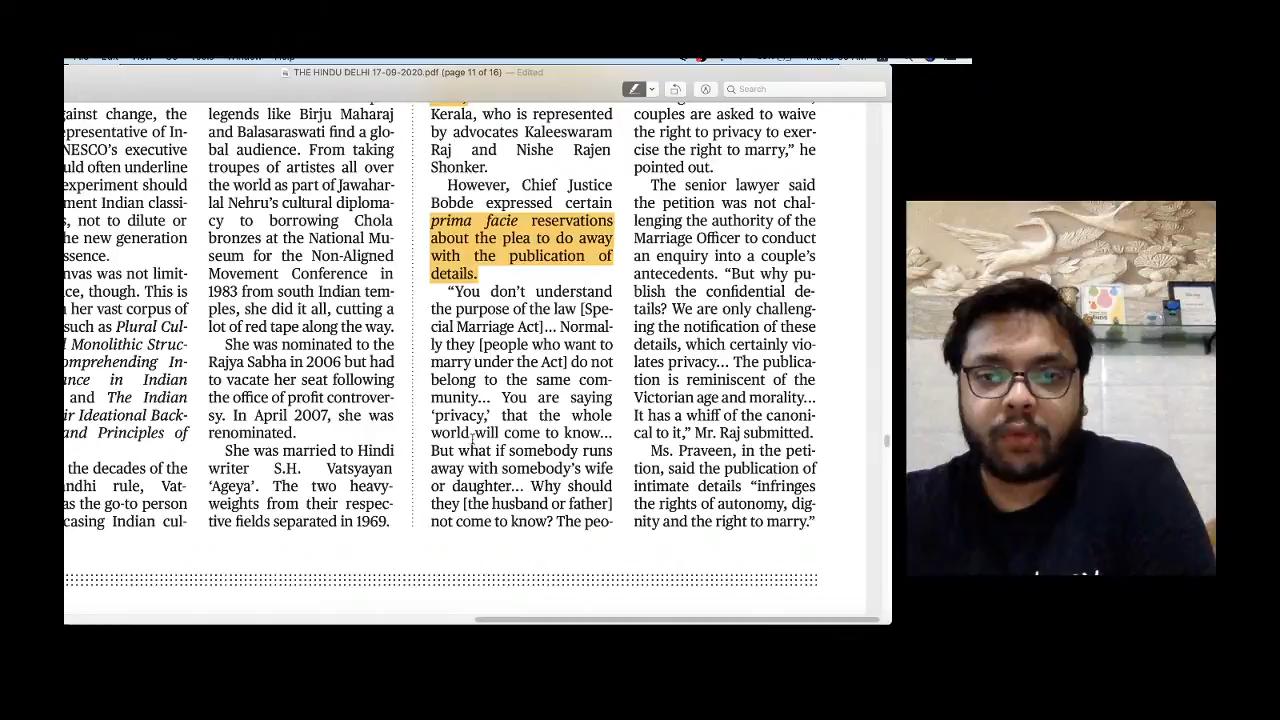 THE HINDU DELHI 17-09-2020.pdf (page 11 of 16) — Edited
Search
gainst change, the
epresentative of In-
NESCO's executive
uld often underline
experiment should
ment Indian classi-
s, not to dilute or
he new generation
ssence.
nvas was not limit-
ce, though. This is
her vast corpus of
such as Plural Cul-
l Monolithic Struc-
omprehending In-
ance in Indian
and The Indian
ir Ideational Back-
and Principles of
the decades of the
andhi rule, Vat-
as the go-to person
casing Indian cul-
legends like Birju Maharaj
and Balasaraswati find a glo-
bal audience. From taking
troupes of artistes all over
the world as part of Jawahar-
lal Nehru's cultural diploma-
cy to borrowing Chola
bronzes at the National Mu-
seum for the Non-Aligned
Movement Conference in
1983 from south Indian tem-
ples, she did it all, cutting a
lot of red tape along the way.
She was nominated to the
Rajya Sabha in 2006 but had
to vacate her seat following
the office of profit controver-
sy. In April 2007, she was
renominated.
She was married to Hindi
writer S.H. Vatsyayan
'Ageya'. The two heavy-
weights from their respec-
tive fields separated in 1969.
Kerala, who is represented
by advocates Kaleeswaram
Raj and Nishe Rajen
Shonker.
However, Chief Justice
Bobde expressed certain
prima facie reservations
about the plea to do away
with the publication of
details.
“You don't understand
the purpose of the law [Spe-
cial Marriage Act]... Normal-
ly they [people who want to
marry under the Act] do not
belong to the same com-
munity... You are saying
‘privacy,’ that the whole
world will come to know...
But what if somebody runs
away with somebody's wife
or daughter... Why should
they [the husband or father]
not come to know? The peo-
couples are asked to waive
the right to privacy to exer-
cise the right to marry,” he
pointed out.
The senior lawyer said
the petition was not chal-
lenging the authority of the
Marriage Officer to conduct
an enquiry into a couple's
antecedents. “But why pu-
blish the confidential de-
tails? We are only challeng-
ing the notification of these
details, which certainly vio-
lates privacy... The publica-
tion is reminiscent of the
Victorian age and morality...
It has a whiff of the canoni-
cal to it,” Mr. Raj submitted.
Ms. Praveen, in the peti-
tion, said the publication of
intimate details “infringes
the rights of autonomy, dig-
nity and the right to marry.”